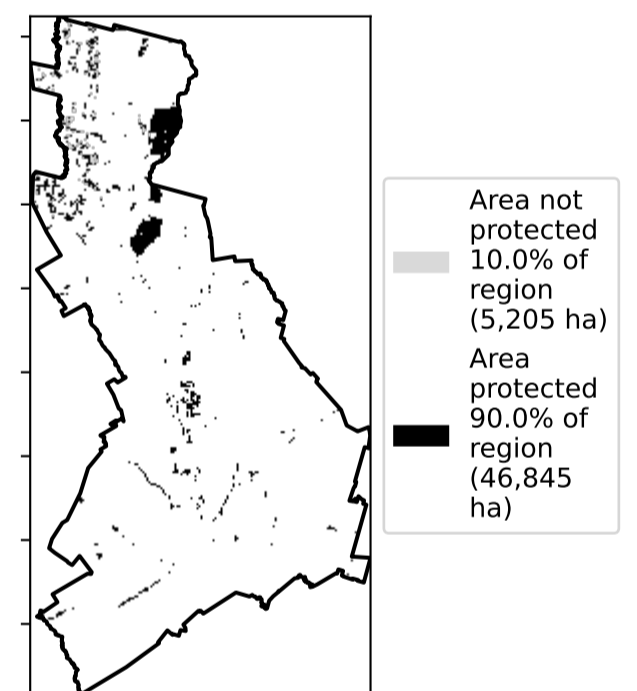 Area not
protected
10.0% of
region
(5,205 ha)
Area
protected
90.0% of
region
(46,845
ha)